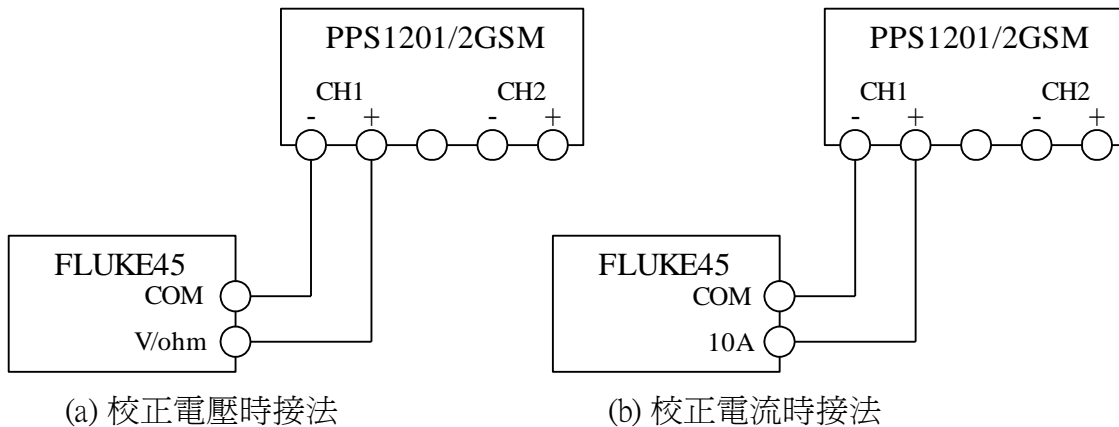 PPS1201/2GSM
CH1
CH2
-
+
-
+
FLUKE45
COM
V/ohm
(a) 校正電壓時接法
PPS1201/2GSM
CH1
CH2
-
+
-
+
FLUKE45
COM
10A
(b) 校正電流時接法